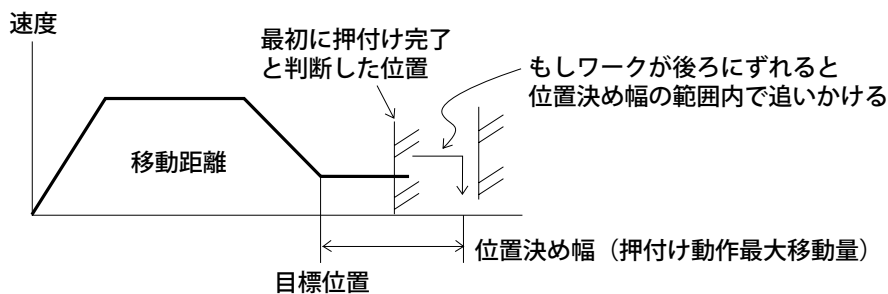 速度
最初に押付け完了
と判断した位置
もしワークが後ろにずれると
位置決め幅の範囲内で追いかける
移動距離
位置決め幅（押付け動作最大移動量）
目標位置